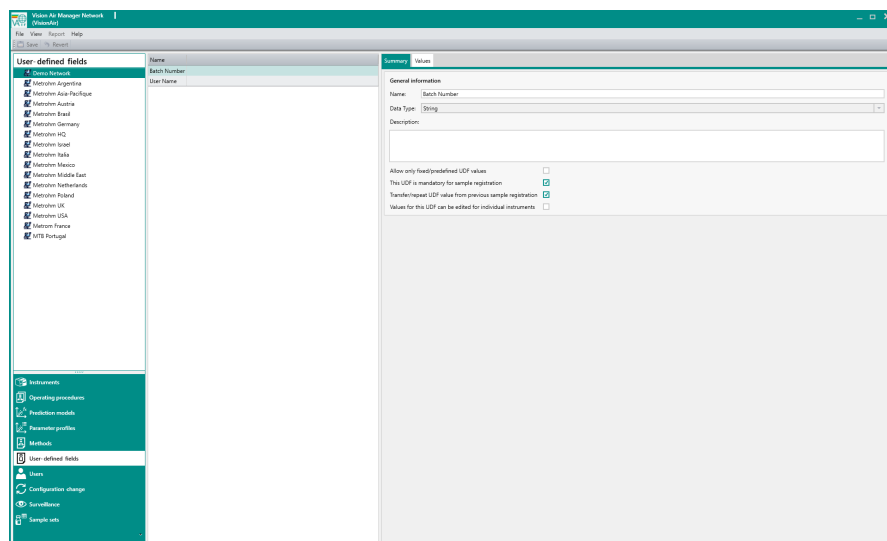 Vision Air Manager Network
(VisionAir)
File View Report Help
Save Revert
User- defined fields
Demo Network
Metrohm Argentina
Metrohm Asia-Pacifique
Metrohm Austria
Metrohm Brasil
Metrohm Germany
Metrohm HQ
Metrohm Israel
Metrohm Italia
Metrohm Mexico
Metrohm Middle East
Metrohm Netherlands
Metrohm Poland
Metrohm UK
Metrohm USA
Metrom France
MTB Portugal
Instruments
Operating procedures
Prediction models
Parameter profiles
Methods
User- defined fields
Users
Configuration change
Surveillance
Sample sets
Name
Batch Number
User Name
Summary Values
General information
Name: Batch Number
Data Type: String
Description:
Allow only fixed/predefined UDF values
This UDF is mandatory for sample registration
Transfer/repeat UDF value from previous sample registration
Values for this UDF can be edited for individual instruments